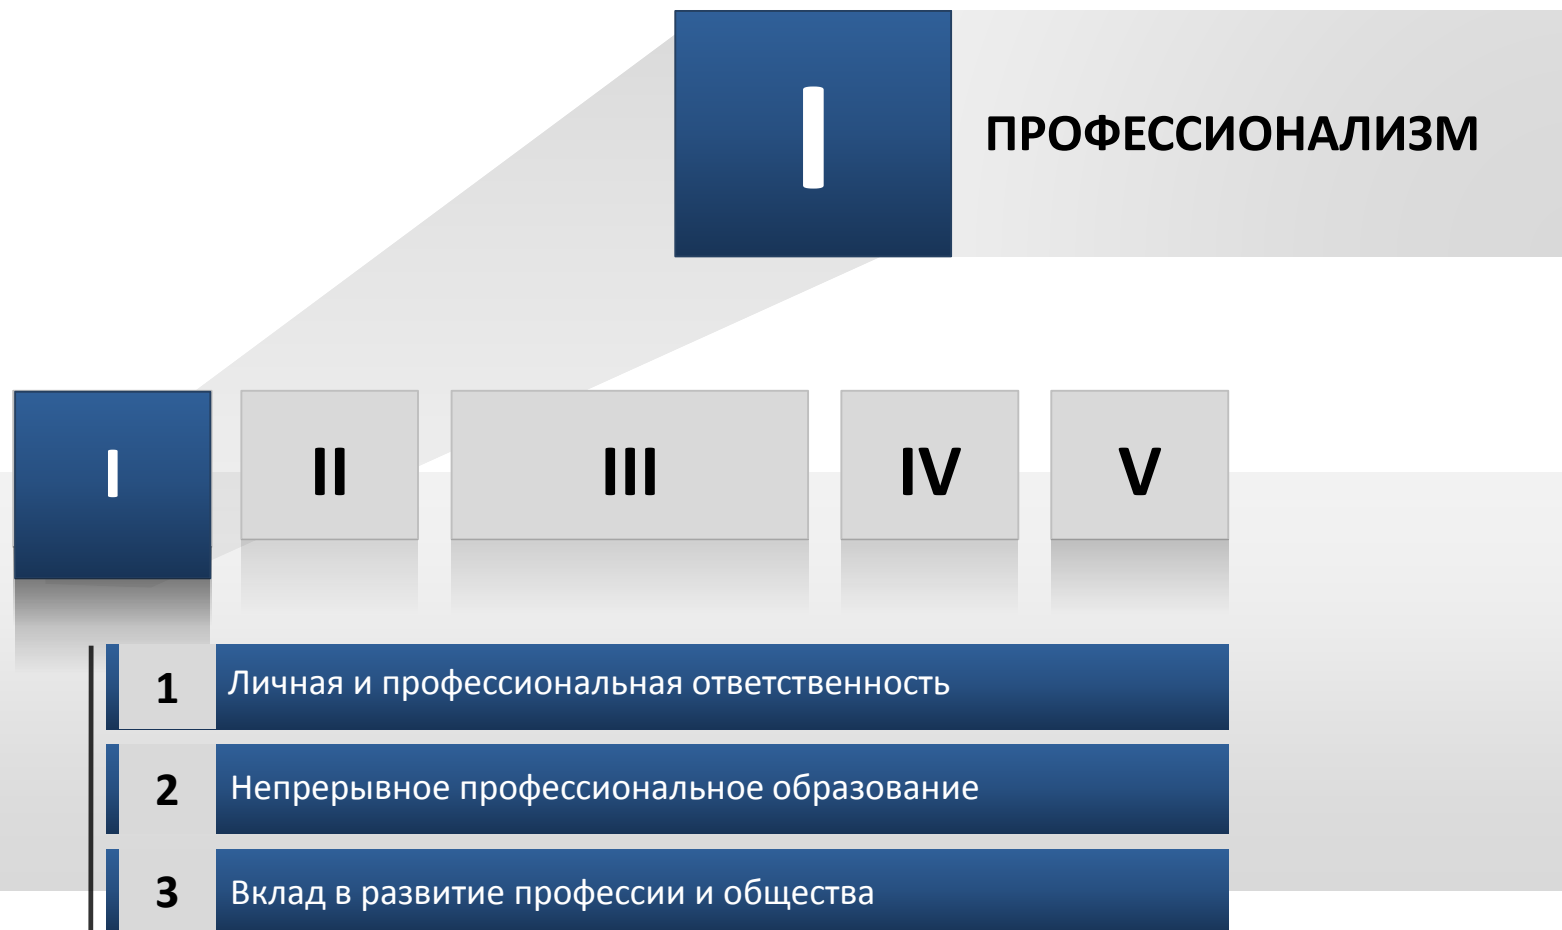 I
ПРОФЕССИОНАЛИЗМ
I
II
III
IV
V
1 Личная и профессиональная ответственность
2 Непрерывное профессиональное образование
3 Вклад в развитие профессии и общества